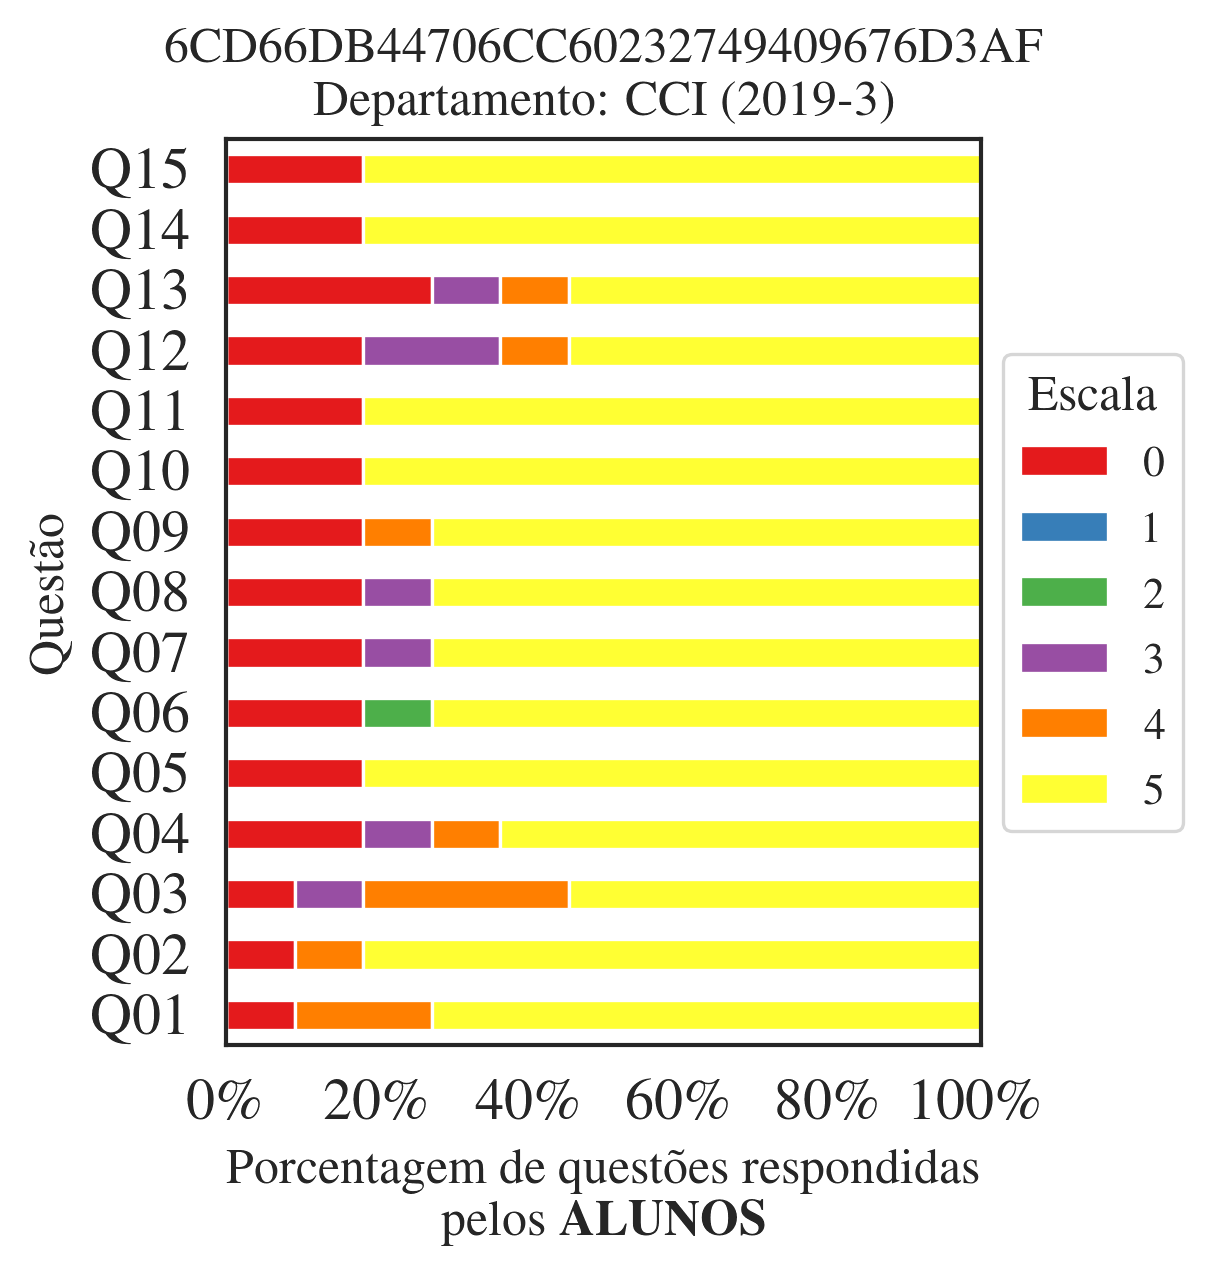 6CD66DB44706CC60232749409676D3AF
Departamento: CCI (2019-3)
Questão
Q15
Q14
Q13
Q12
Q11
Q10
Q09
Q08
Q07
Q06
Q05
Q04
Q03
Q02
Q01
0% 20% 40% 60% 80% 100%
Porcentagem de questões respondidas
pelos ALUNOS
Escala
0
1
2
3
4
5